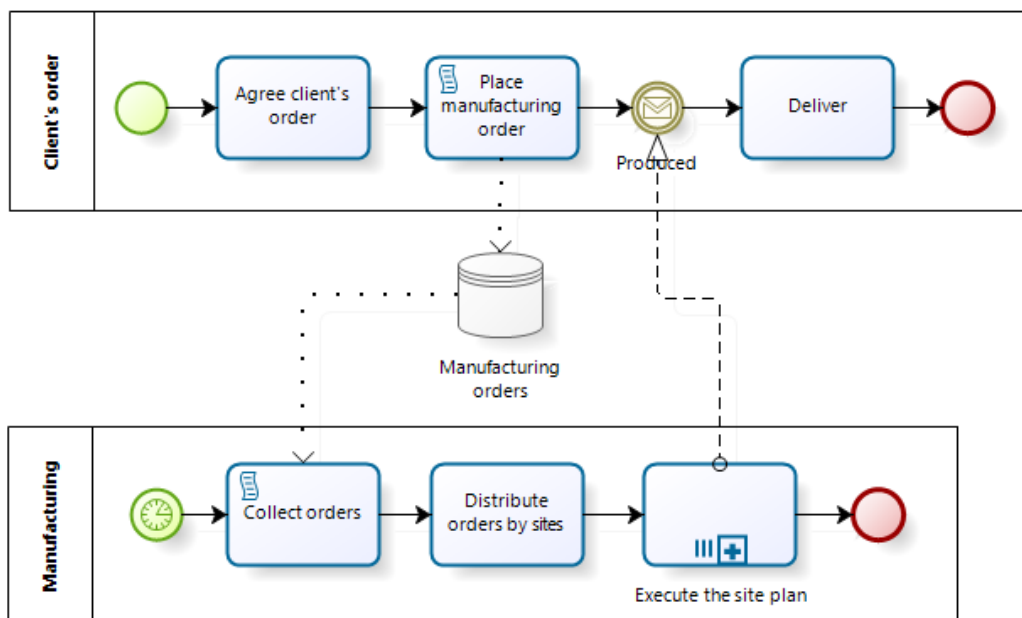 Client's order
Agree client's
order
Place
manufacturing
order
Produced
Deliver
Manufacturing
orders
Manufacturing
Collect orders
Distribute
orders by sites
Execute the site plan